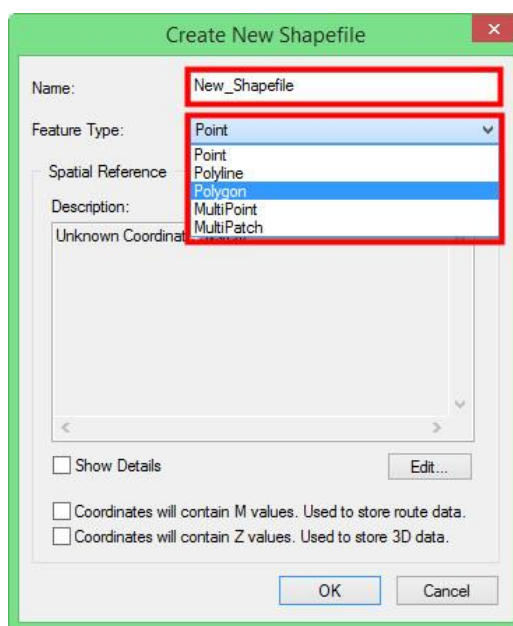 Create New Shapefile
Name:
New_Shapefile
Feature Type:
Point
Point
Polyline
Polygon
MultiPoint
MultiPatch
Spatial Reference
Description:
Unknown Coordinat
Show Details
Edit...
Coordinates will contain M values. Used to store route data.
Coordinates will contain Z values. Used to store 3D data.
OK
Cancel